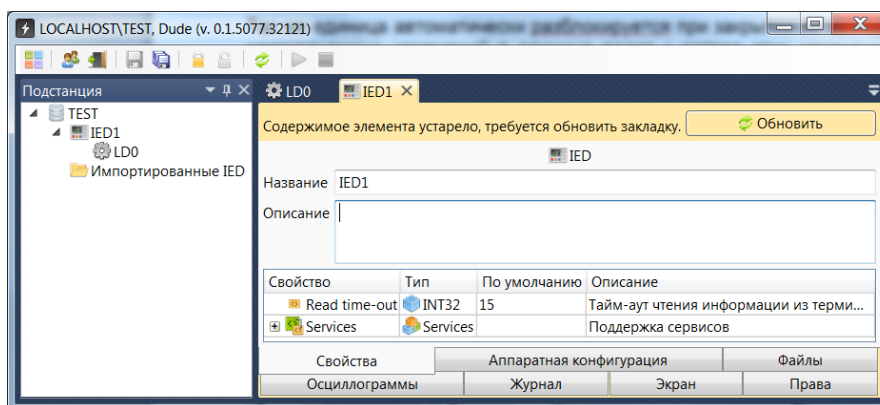 LOCALHOST\TEST, Dude (v. 0.1.5077.32121)
Подстанция
TEST
IED1
LD0
Импортированные IED
LD0 IED1
Содержимое элемента устарело, требуется обновить закладку. Обновить
IED
Название IED1
Описание
Свойство Тип По умолчанию Описание
Read time-out INT32 15 Тайм-аут чтения информации из терми...
Services Services Поддержка сервисов
Свойства Аппаратная конфигурация Файлы
Осциллограммы Журнал Экран Права